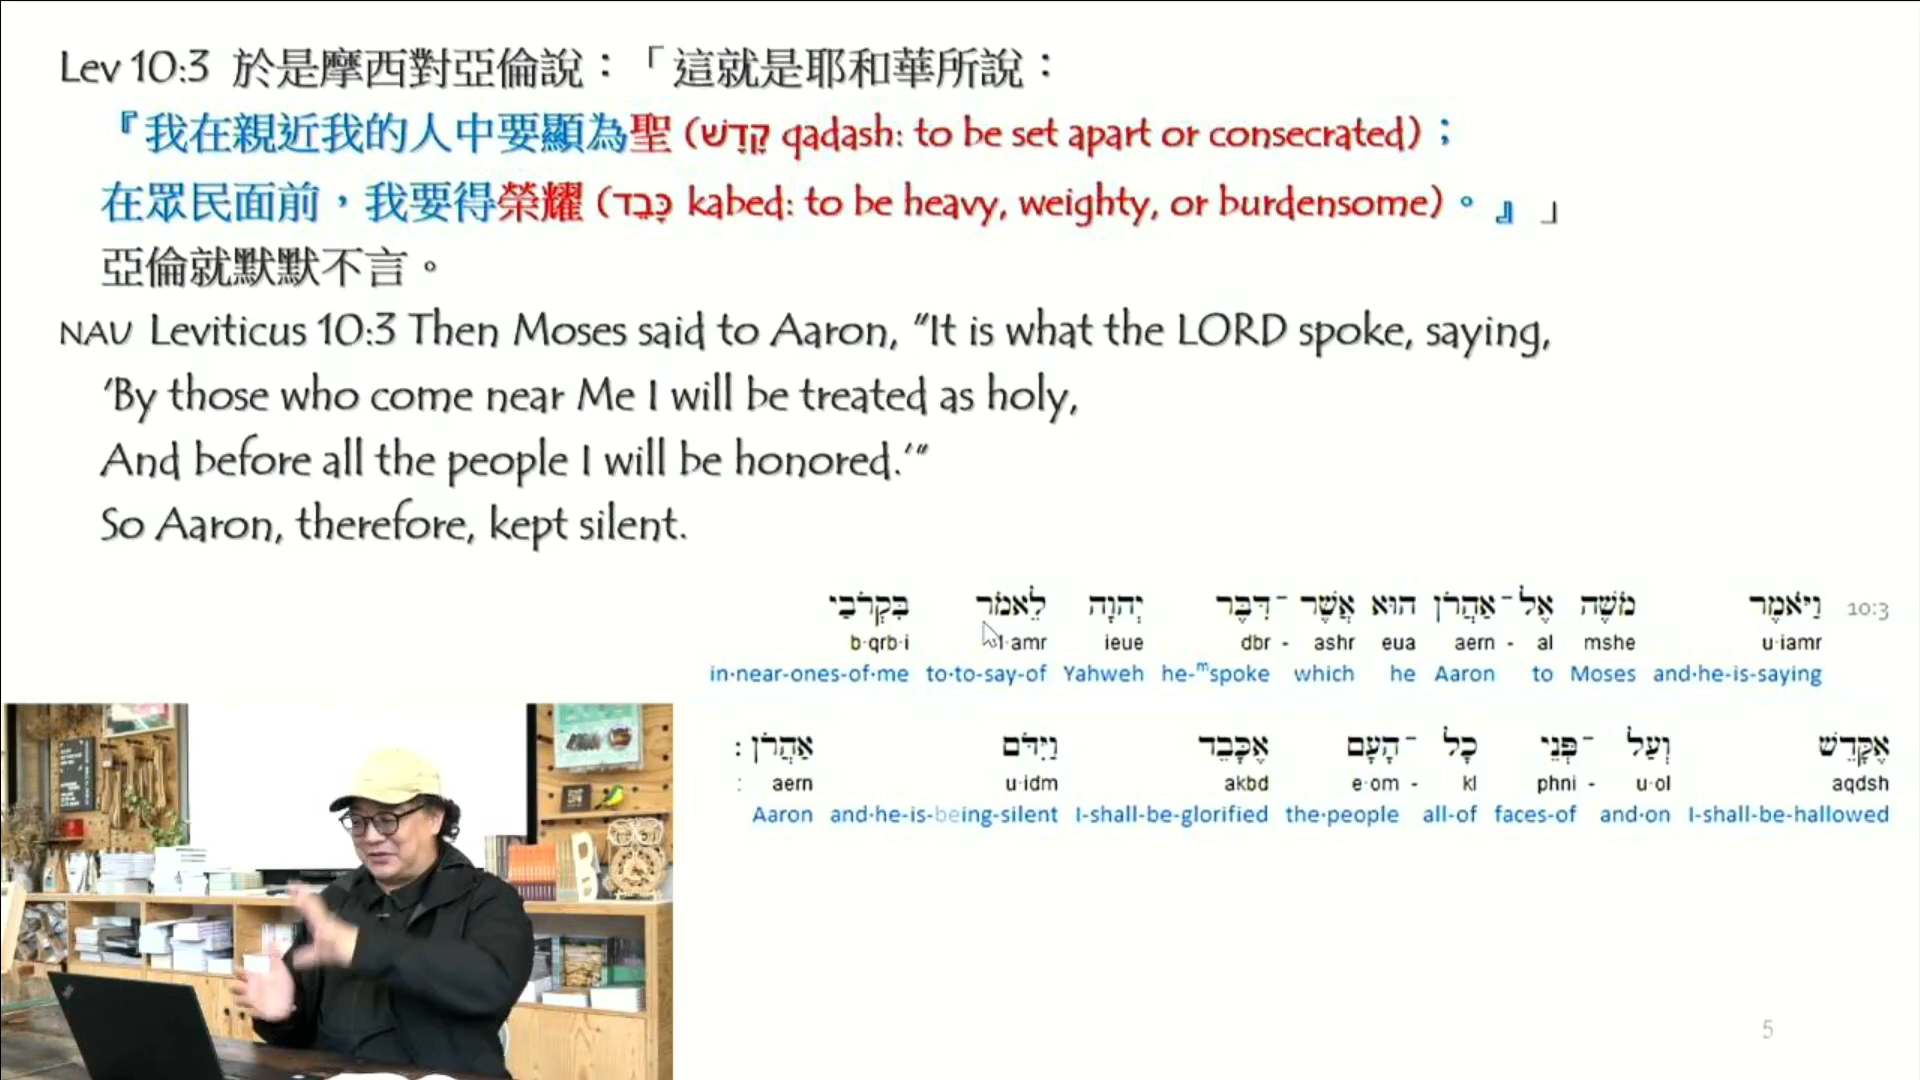 Lev 10:3 於是摩西對亞倫說：「這就是耶和華所說：
『我在親近我的人中要顯為聖 (קָדָשׁ qadash: to be set apart or consecrated)；
在眾民面前，我要得榮耀 (כָּבֵד kabed: to be heavy, weighty, or burdensome)。』」
亞倫就默默不言。
NAU Leviticus 10:3 Then Moses said to Aaron, "It is what the LORD spoke, saying,
'By those who come near Me I will be treated as holy,
And before all the people I will be honored.'"
So Aaron, therefore, kept silent.
10:3 וַיֹּאמֶר מֹשֶׁה אֶל־אַהֲרֹן הוּא אֲשֶׁר־דִּבֶּר יְהוָה לֵאמֹר בִּקְרֹבַי
b·qrb·i l·amr ieue dbr - ashr eua aern - al mshe u·iamr
in·near-ones-of·me to·to-say-of Yahweh he-ᵐspoke which he Aaron to Moses and·he-is-saying
אֶקָּדֵשׁ וְעַל־פְּנֵי כָל־הָעָם אֶכָּבֵד וַיִּדֹּם אַהֲרֹן :
: aern u·idm akbd e·om - kl phni - u·ol aqdsh
Aaron and·he-is-being-silent I-shall-be-glorified the·people all-of faces-of and·on I-shall-be-hallowed
5